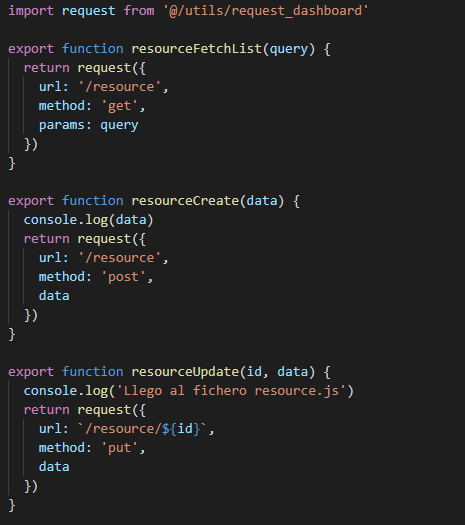 import request from '@/utils/request_dashboard'

export function resourceFetchList(query) {
  return request({
    url: '/resource',
    method: 'get',
    params: query
  })
}

export function resourceCreate(data) {
  console.log(data)
  return request({
    url: '/resource',
    method: 'post',
    data
  })
}

export function resourceUpdate(id, data) {
  console.log('Llego al fichero resource.js')
  return request({
    url: `/resource/${id}`,
    method: 'put',
    data
  })
}